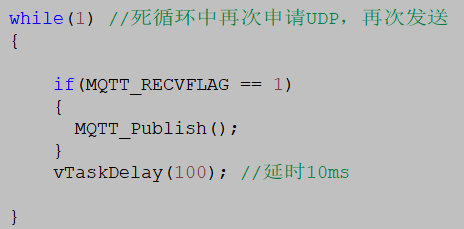 while(1) //死循环中再次申请UDP，再次发送
{
if(MQTT_RECVFLAG == 1)
{
MQTT_Publish();
}
vTaskDelay(100); //延时10ms
}